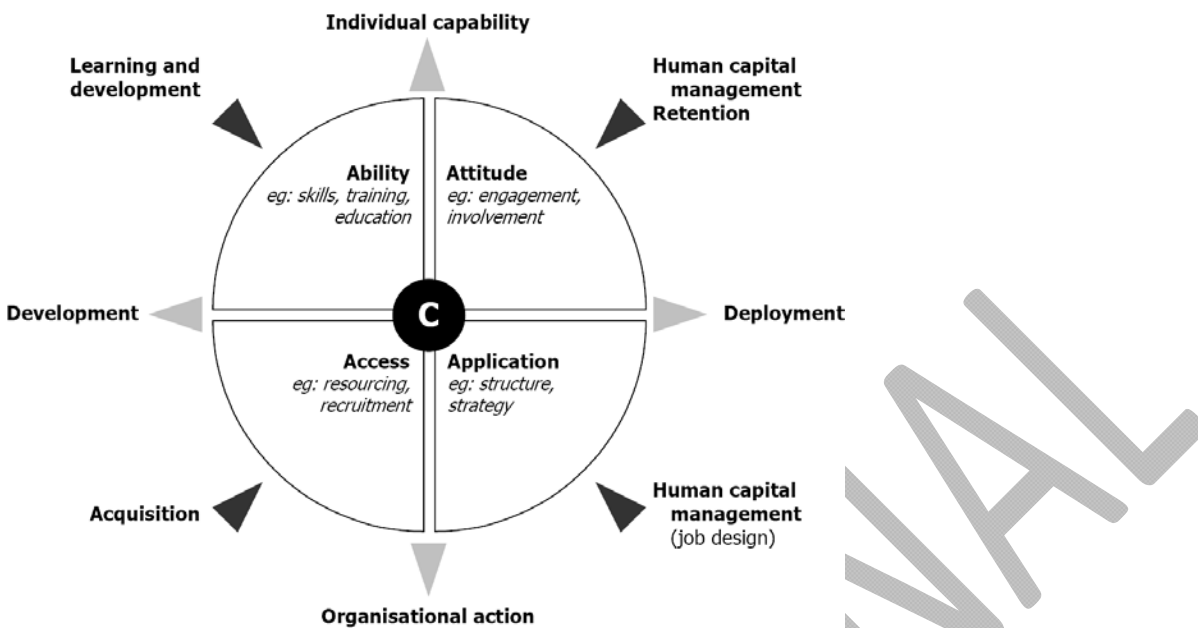 Individual capability
Learning and
development
Human capital
management
Retention
Ability
eg: skills, training,
education
Attitude
eg: engagement,
involvement
Development
C
Deployment
Access
eg: resourcing,
recruitment
Application
eg: structure,
strategy
Acquisition
Human capital
management
(job design)
Organisational action
NAL